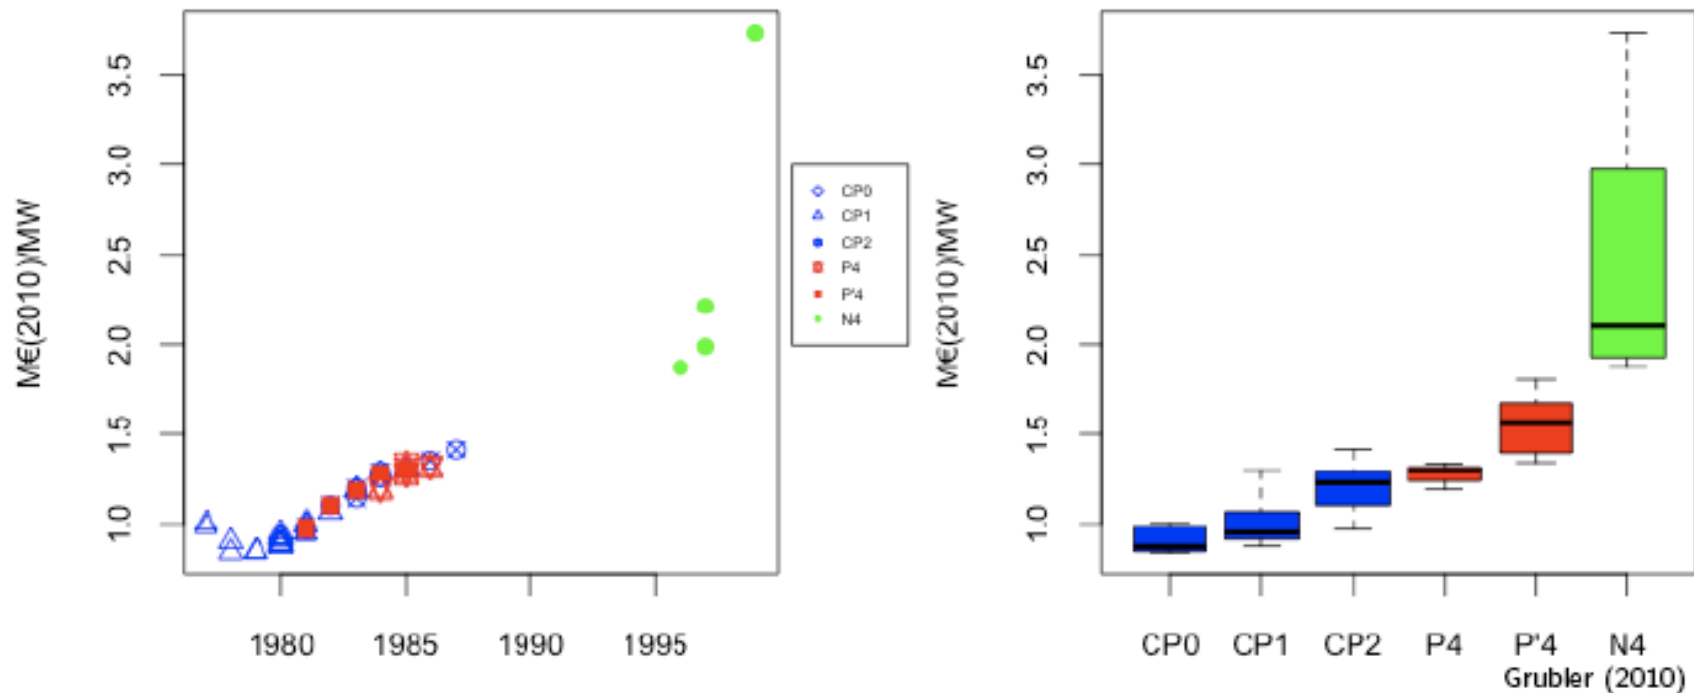 M€(2010)/MW
3.5
3.0
2.5
2.0
1.5
1.0
1980 1985 1990 1995
CP0
CP1
CP2
P4
P'4
N4
M€(2010)/MW
3.5
3.0
2.5
2.0
1.5
1.0
CP0 CP1 CP2 P4 P'4 N4
Grubler (2010)